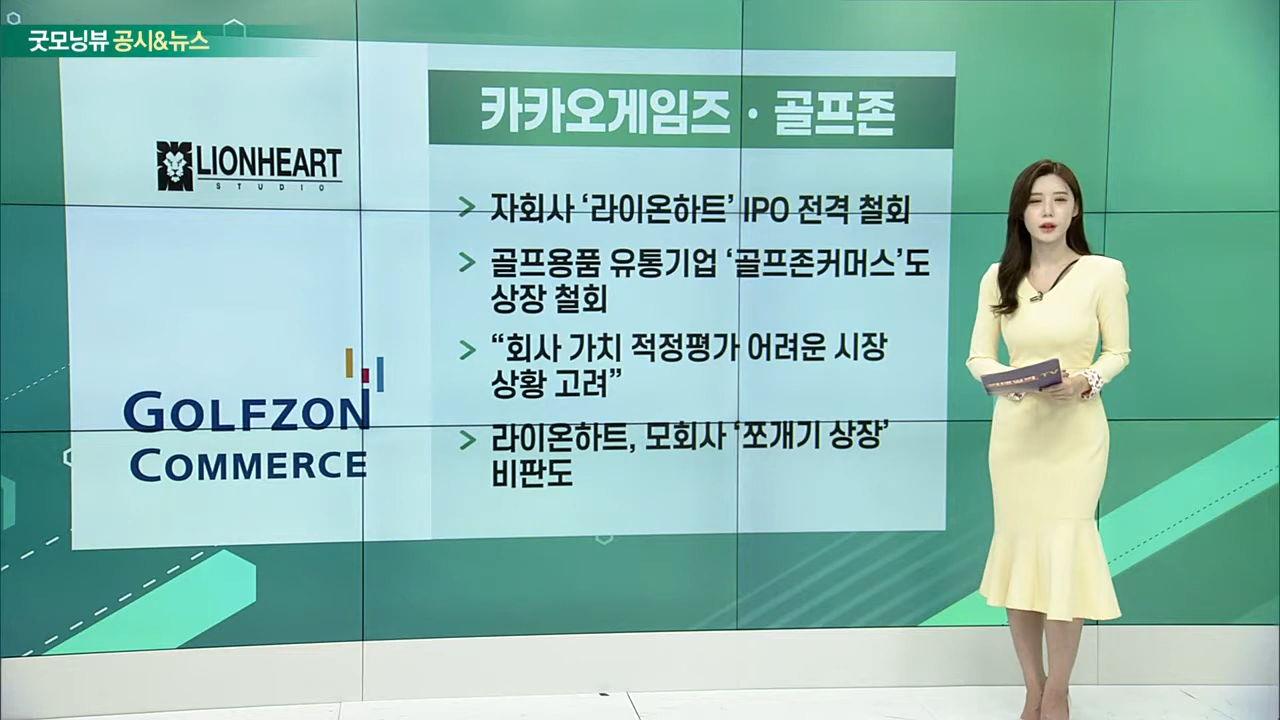 굿모닝뷰 공시&뉴스
카카오게임즈 · 골프존
LIONHEART
STUDIO
> 자회사 ‘라이온하트’ IPO 전격 철회
> 골프용품 유통기업 ‘골프존커머스’도
상장 철회
> “회사 가치 적정평가 어려운 시장
상황 고려”
> 라이온하트, 모회사 ‘쪼개기 상장’
비판도
GOLFZON
COMMERCE
TV